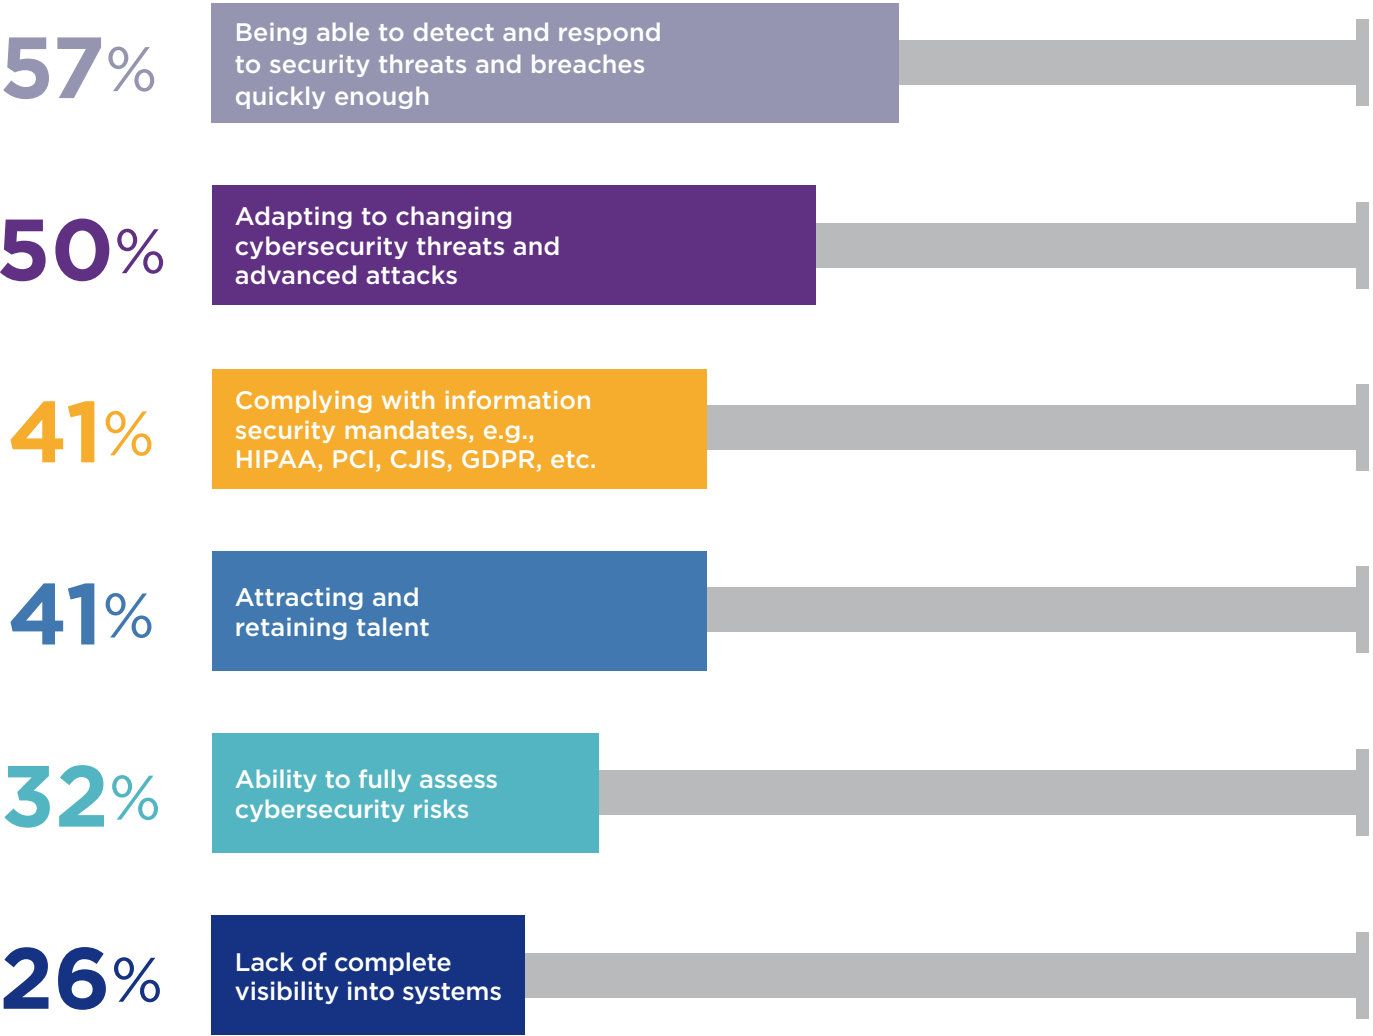 57%
Being able to detect and respond
to security threats and breaches
quickly enough
50%
Adapting to changing
cybersecurity threats and
advanced attacks
41%
Complying with information
security mandates, e.g.,
HIPAA, PCI, CJIS, GDPR, etc.
41%
Attracting and
retaining talent
32%
Ability to fully assess
cybersecurity risks
26%
Lack of complete
visibility into systems